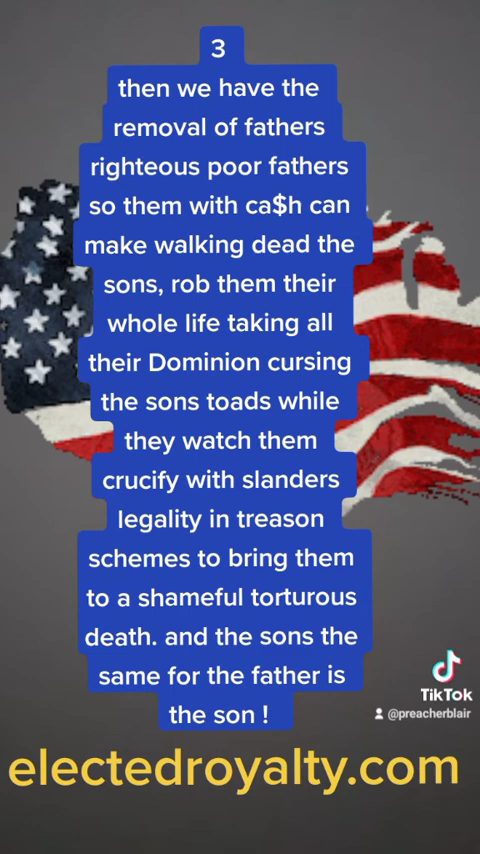 3
then we have the
removal of fathers
righteous poor fathers
so them with ca$h can
make walking dead the
sons, rob them their
whole life taking all
their Dominion cursing
the sons toads while
they watch them
crucify with slanders
legality in treason
schemes to bring them
to a shameful torturous
death. and the sons the
same for the father is
the son !
TikTok
@preacherblair
electedroyalty.com